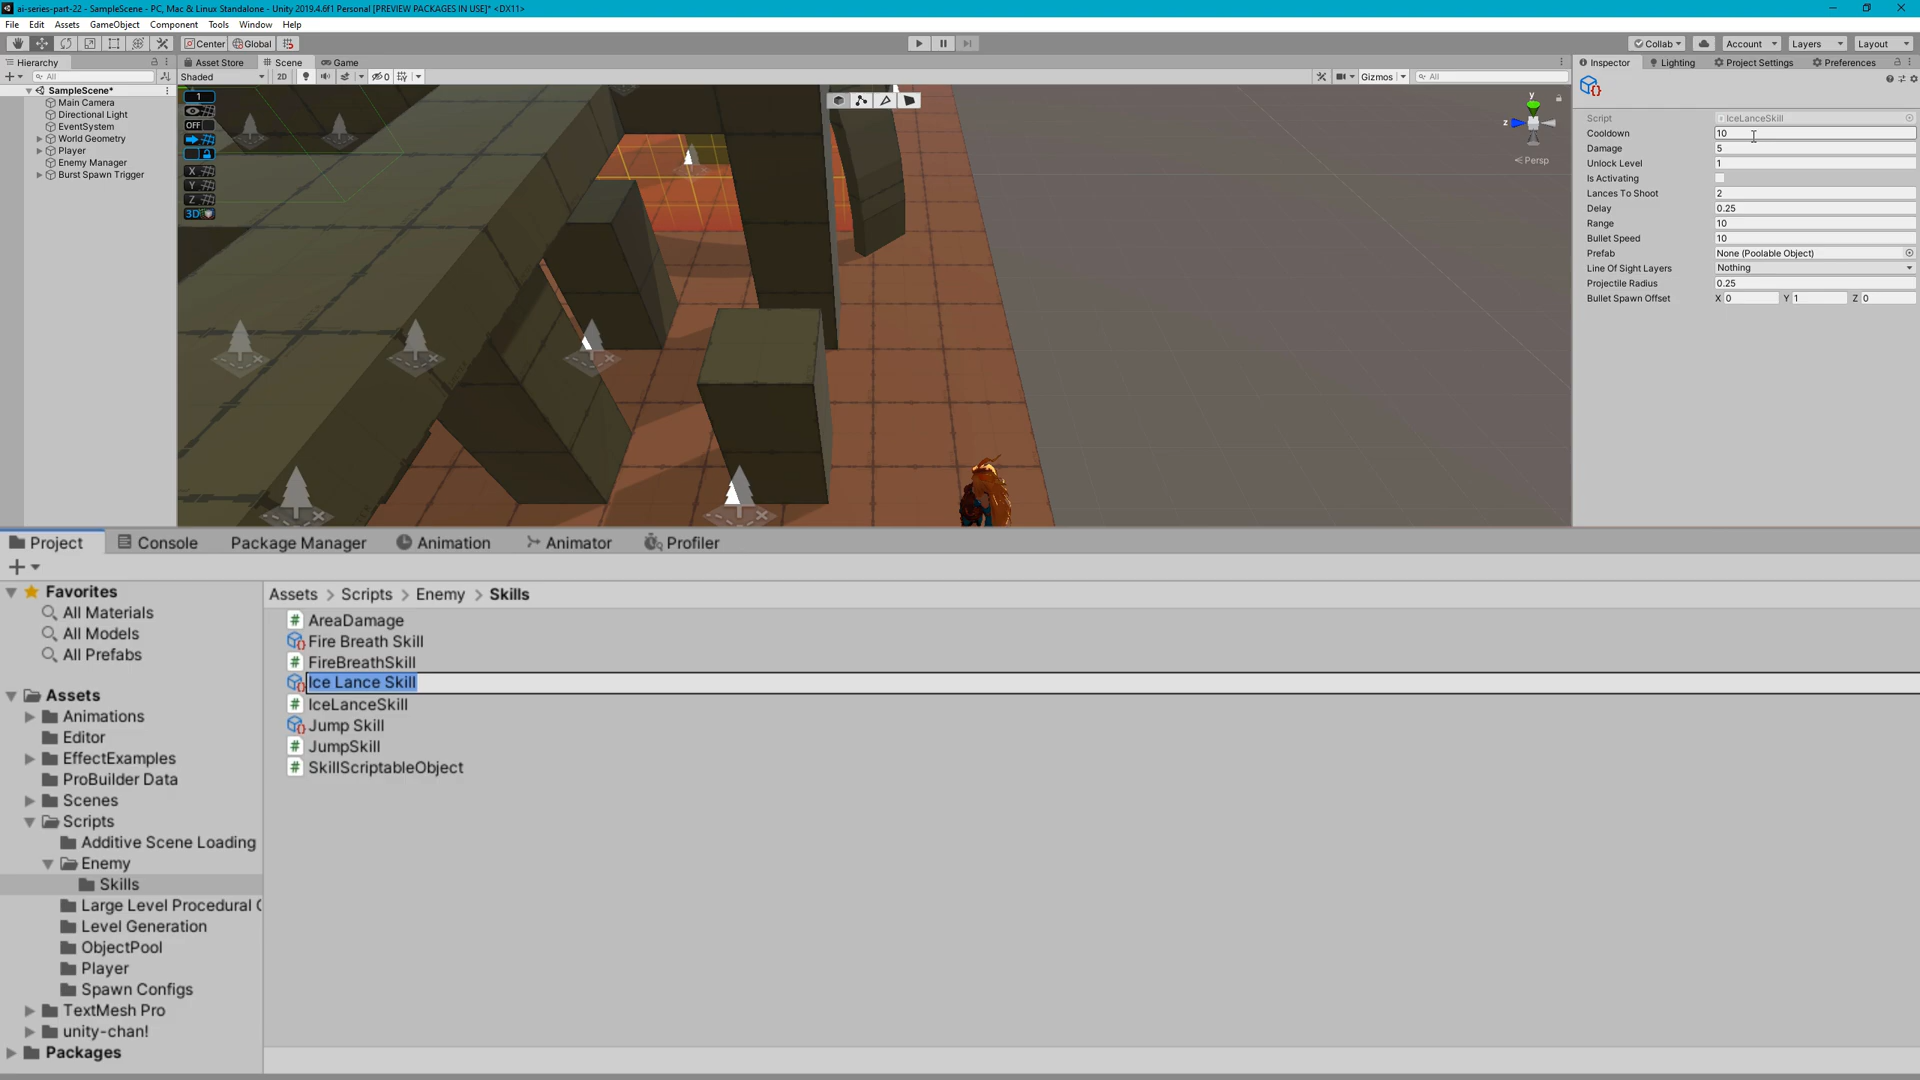 ai-series-part-22 - SampleScene - PC, Mac & Linux Standalone - Unity 2019.4.6f1 Personal [PREVIEW PACKAGES IN USE]* <DX11>
File Edit Assets GameObject Component Tools Window Help
Center Global Collab Account Layers Layout
Hierarchy
All
SampleScene*
Main Camera
Directional Light
EventSystem
World Geometry
Player
Enemy Manager
Burst Spawn Trigger
Asset Store Scene Game
Shaded 2D 0 Gizmos All
1
OFF
X
Y
Z
3D
y
z
Persp
Inspector Lighting Project Settings Preferences
Script IceLanceSkill
Cooldown 10
Damage 5
Unlock Level 1
Is Activating
Lances To Shoot 2
Delay 0.25
Range 10
Bullet Speed 10
Prefab None (Poolable Object)
Line Of Sight Layers Nothing
Projectile Radius 0.25
Bullet Spawn Offset X 0 Y 1 Z 0
Project Console Package Manager Animation Animator Profiler
Favorites
All Materials
All Models
All Prefabs
Assets
Animations
Editor
EffectExamples
ProBuilder Data
Scenes
Scripts
Additive Scene Loading
Enemy
Skills
Large Level Procedural
Level Generation
ObjectPool
Player
Spawn Configs
TextMesh Pro
unity-chan!
Packages
Assets > Scripts > Enemy > Skills
AreaDamage
Fire Breath Skill
FireBreathSkill
Ice Lance Skill
IceLanceSkill
Jump Skill
JumpSkill
SkillScriptableObject